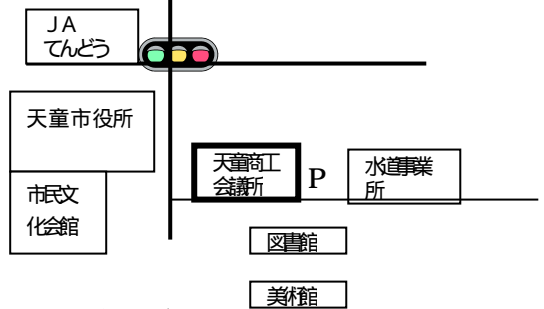 JA
てんどう
天童市役所
天童商工
会議所
P
水道事業
所
市民文
化会館
図書館
美術館